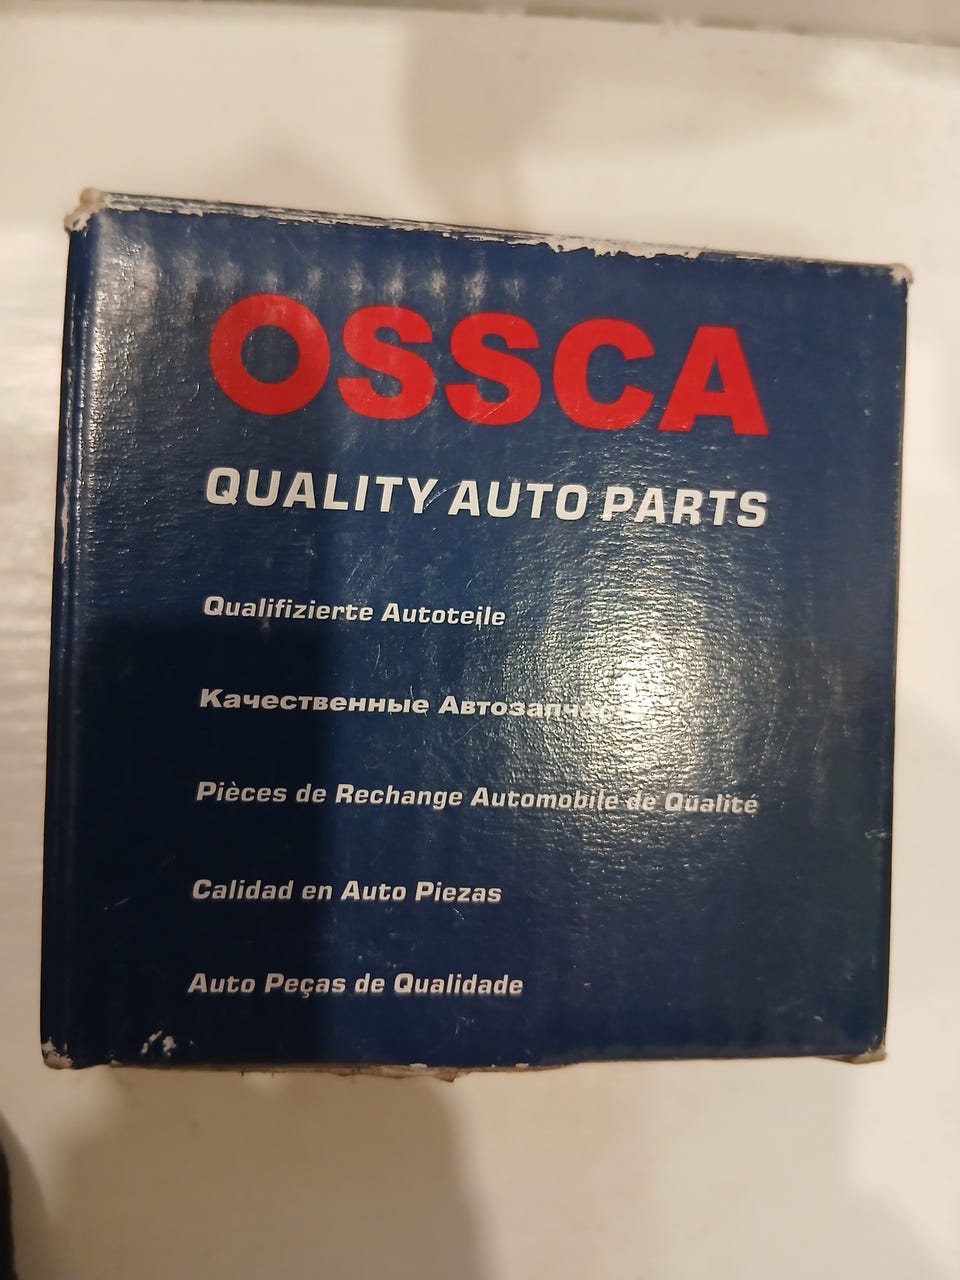 OSSCA
QUALITY AUTO PARTS
Qualifizierte Autoteile
Качественные
Pièces de Rechange Automobile de Qualité
Calidad en Auto Piezas
Auto Peças de Qualidade